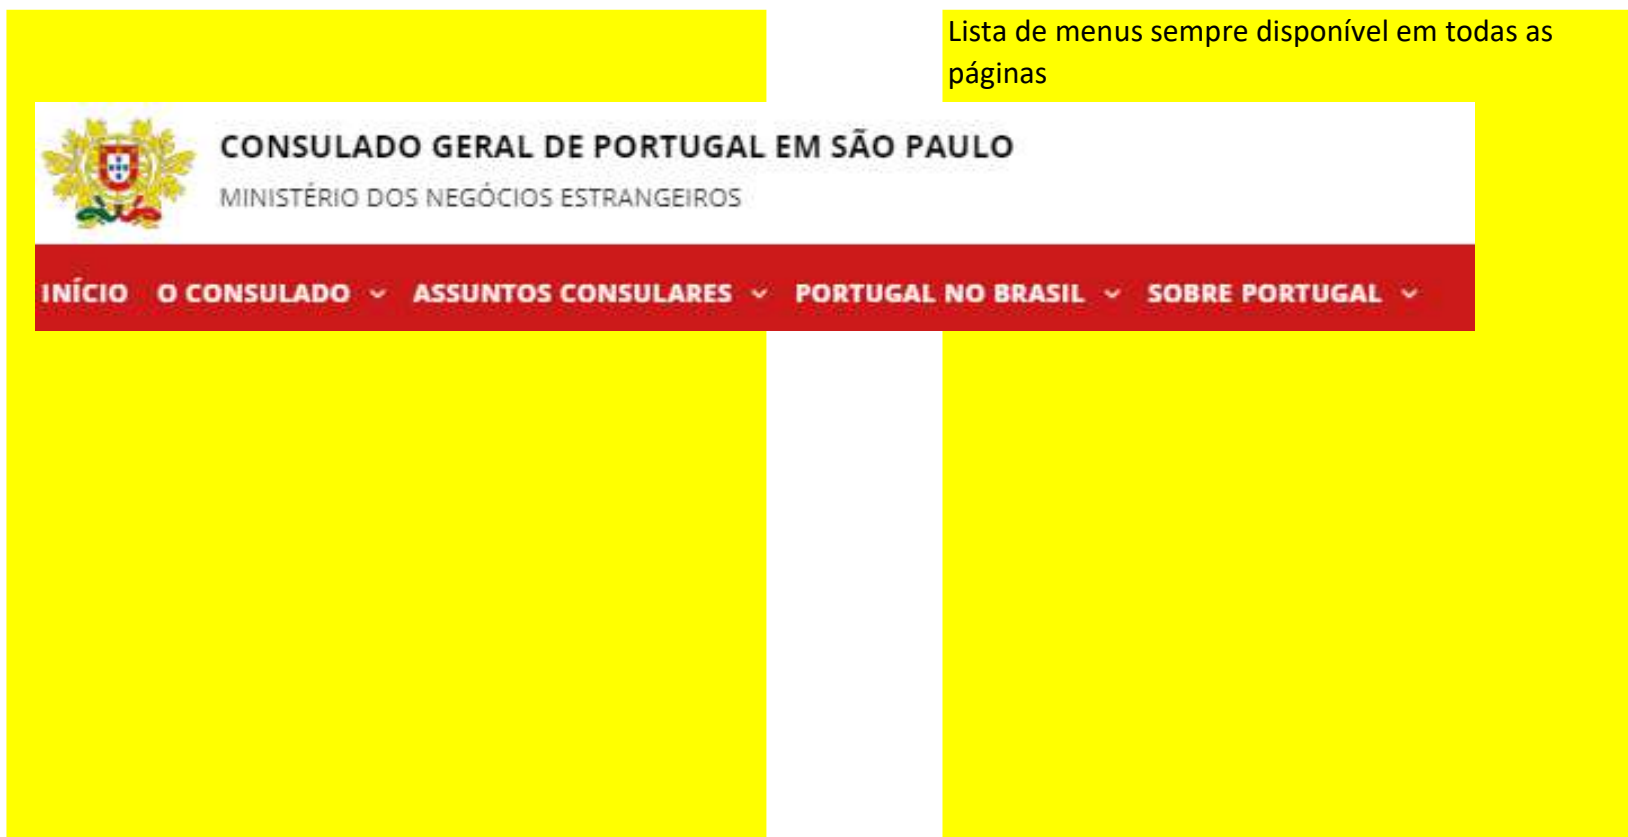 Lista de menus sempre disponível em todas as
páginas
CONSULADO GERAL DE PORTUGAL EM SÃO PAULO
MINISTÉRIO DOS NEGÓCIOS ESTRANGEIROS
INÍCIO O CONSULADO ASSUNTOS CONSULARES PORTUGAL NO BRASIL SOBRE PORTUGAL